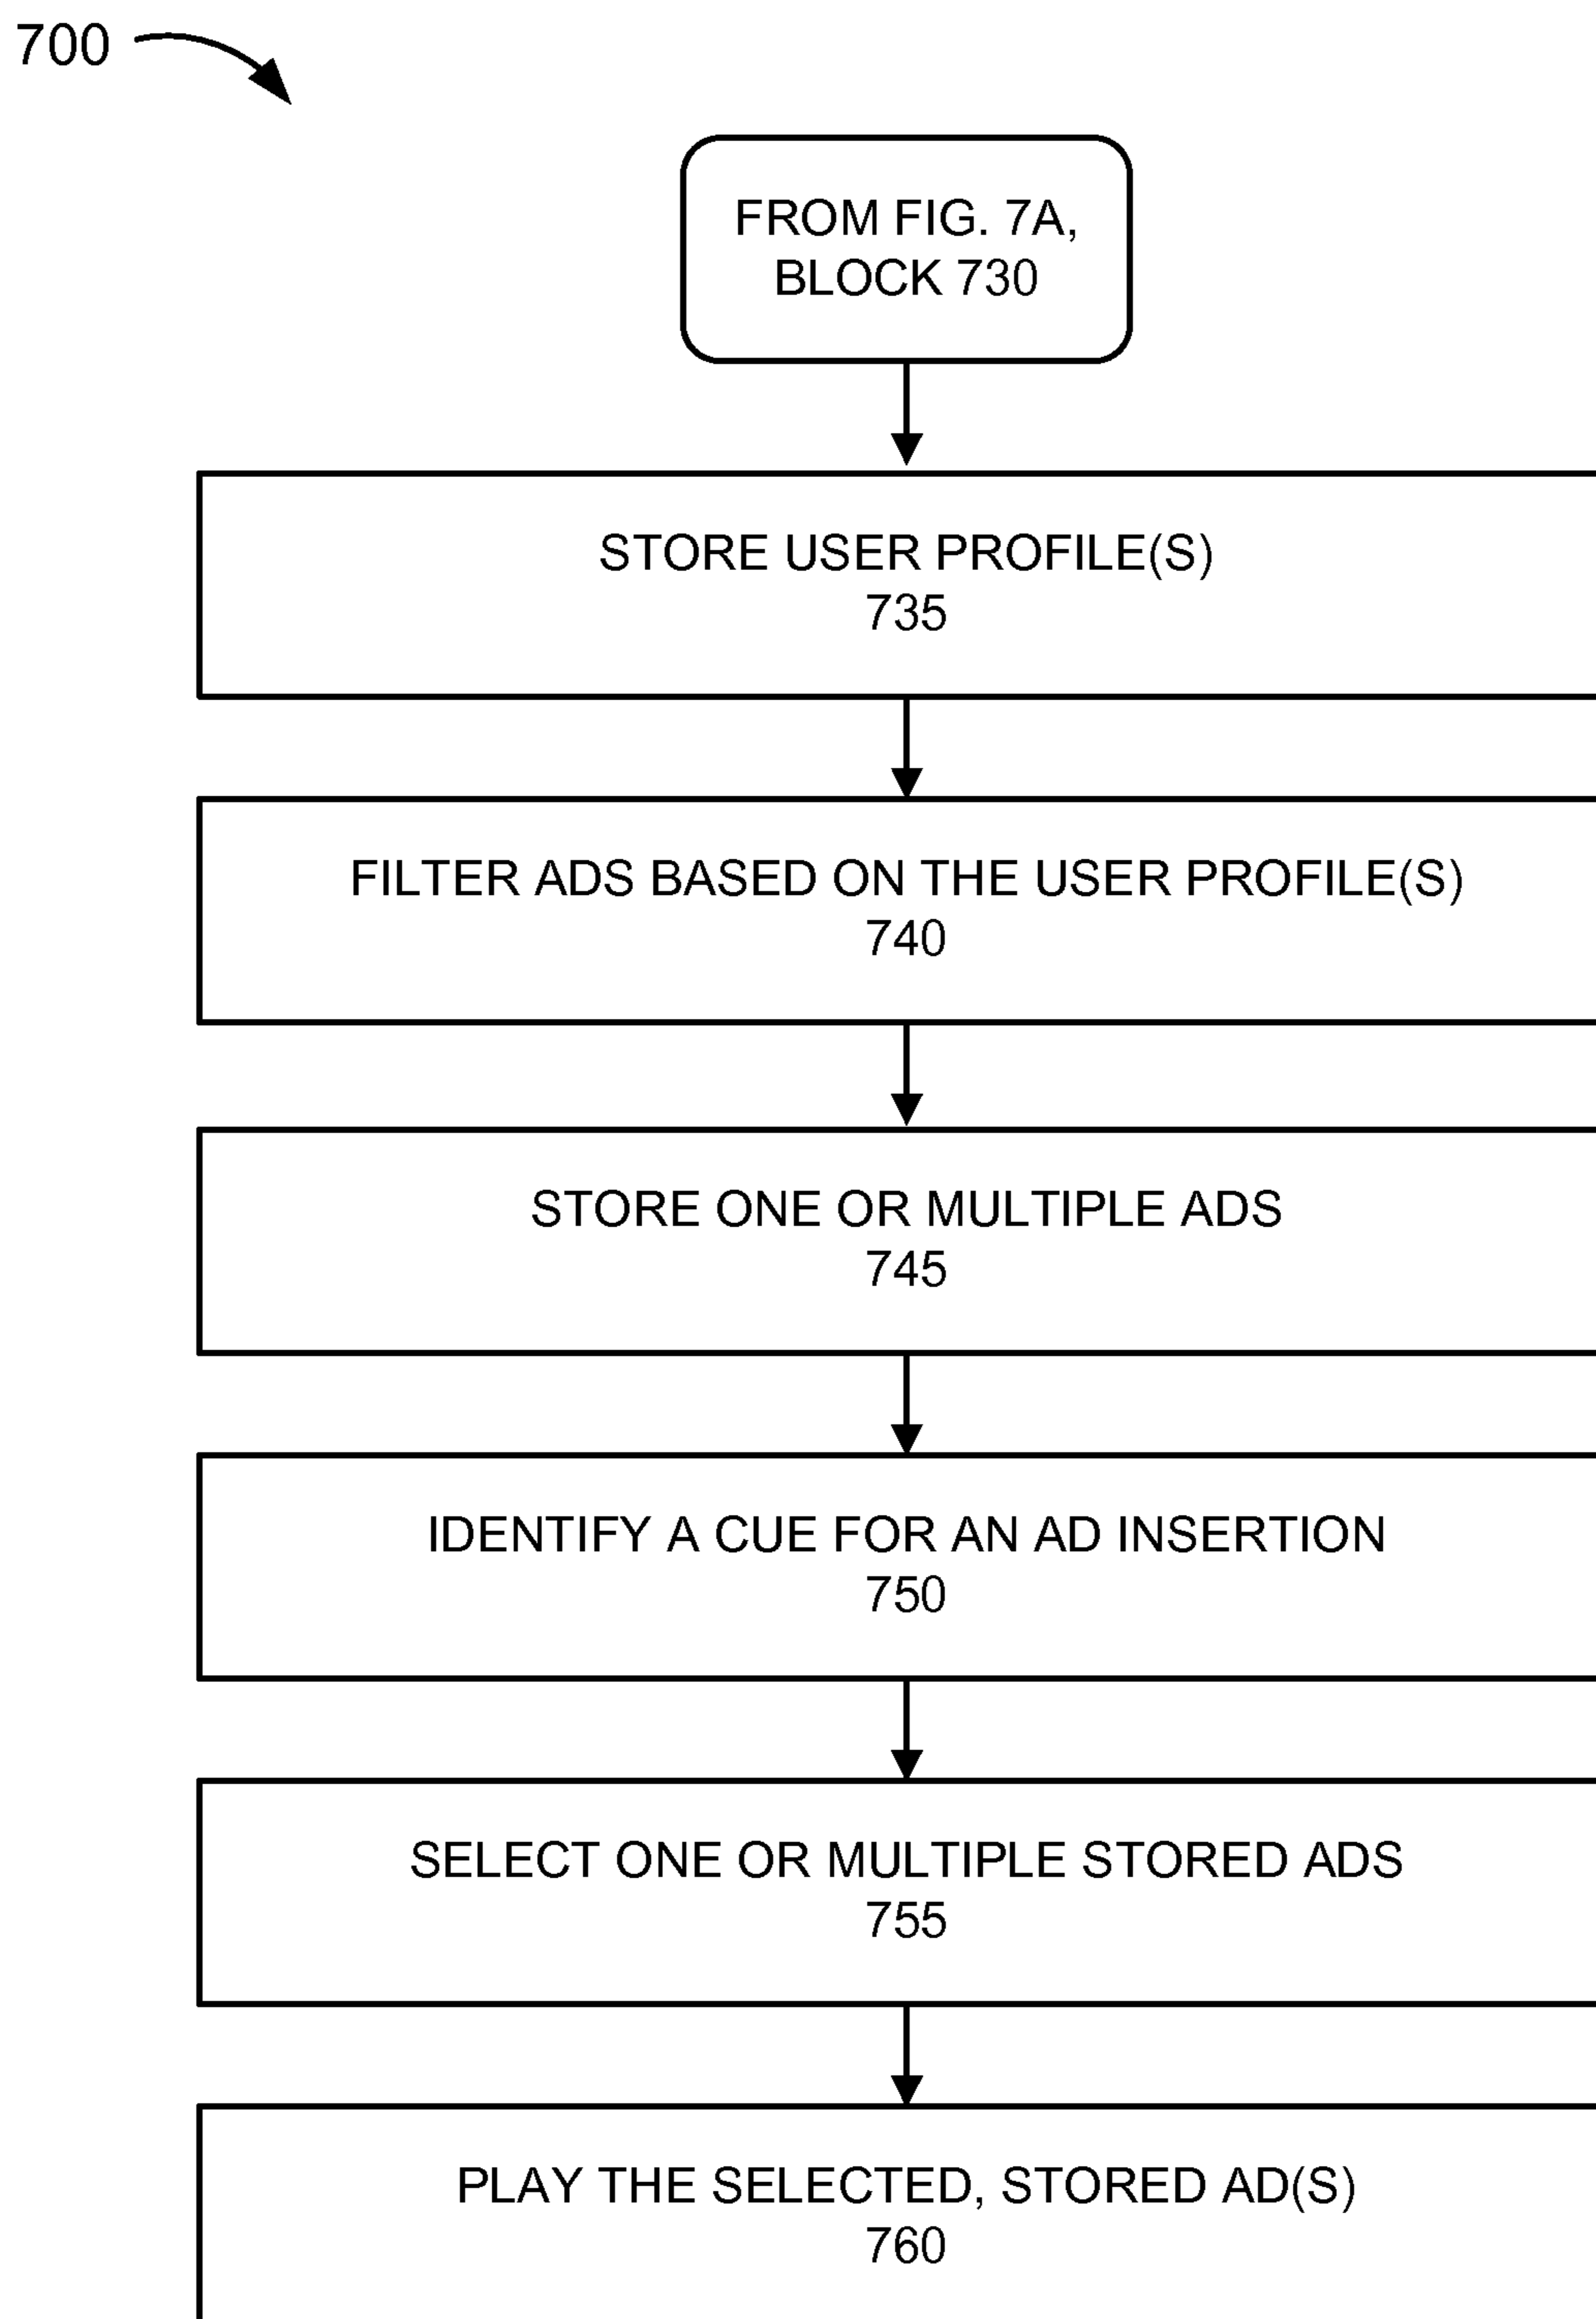 700
FROM FIG. 7A,
BLOCK 730
STORE USER PROFILE(S)
735
FILTER ADS BASED ON THE USER PROFILE(S)
740
STORE ONE OR MULTIPLE ADS
745
IDENTIFY A CUE FOR AN AD INSERTION
750
SELECT ONE OR MULTIPLE STORED ADS
755
PLAY THE SELECTED, STORED AD(S)
760